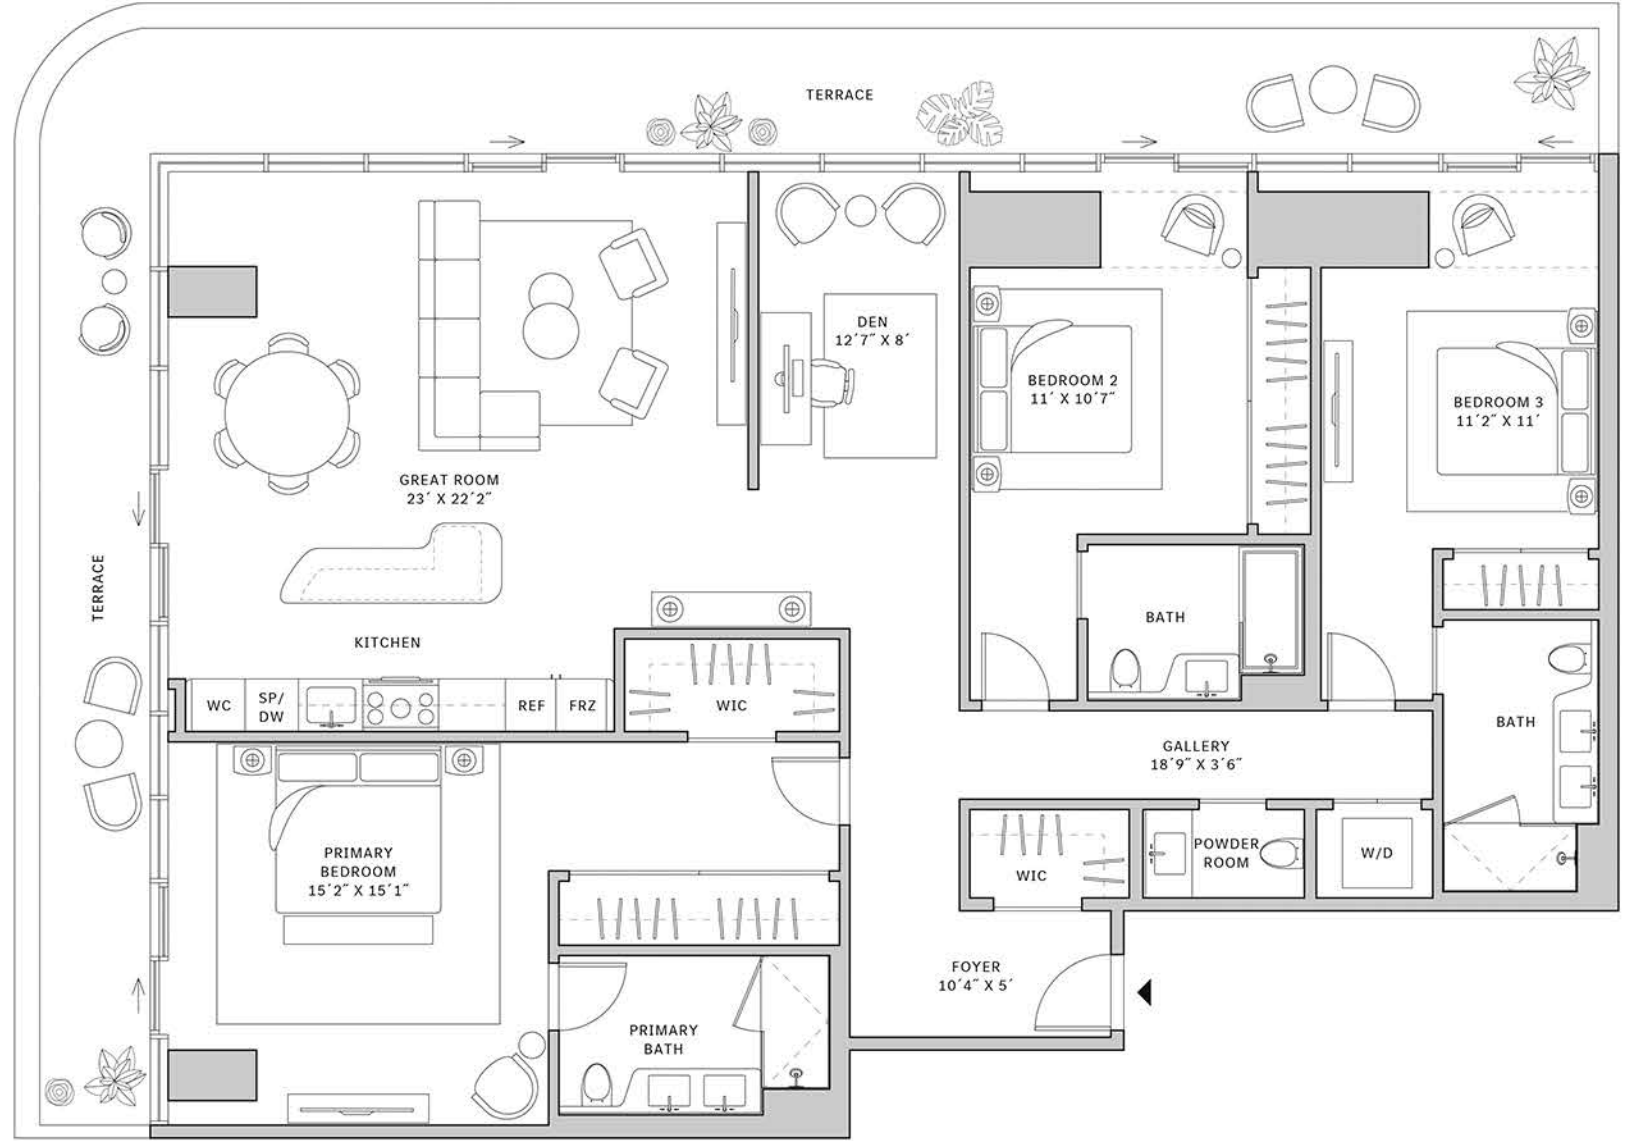 TERRACE
DEN
12´7˝ X 8´
BEDROOM 2
11´ X 10´7˝
BEDROOM 3
11´2˝ X 11´
GREAT ROOM
23´ X 22´2˝
TERRACE
KITCHEN
BATH
WC
SP/
DW
REF
FRZ
WIC
BATH
GALLERY
18´9˝ X 3´6˝
PRIMARY
BEDROOM
15´2˝ X 15´1˝
WIC
POWDER
ROOM
W/D
FOYER
10´4˝ X 5´
PRIMARY
BATH